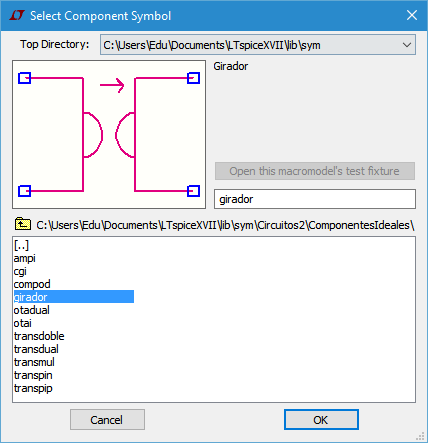 Select Component Symbol
Top Directory: C:\Users\Edu\Documents\LTspiceXVII\lib\sym
Girador
Open this macromodel's test fixture
girador
C:\Users\Edu\Documents\LTspiceXVII\lib\sym\Circuitos2\ComponentesIdeales\
[..]
ampi
cgi
compod
girador
otadual
otai
transdoble
transdual
transmul
transpin
transpip
Cancel OK